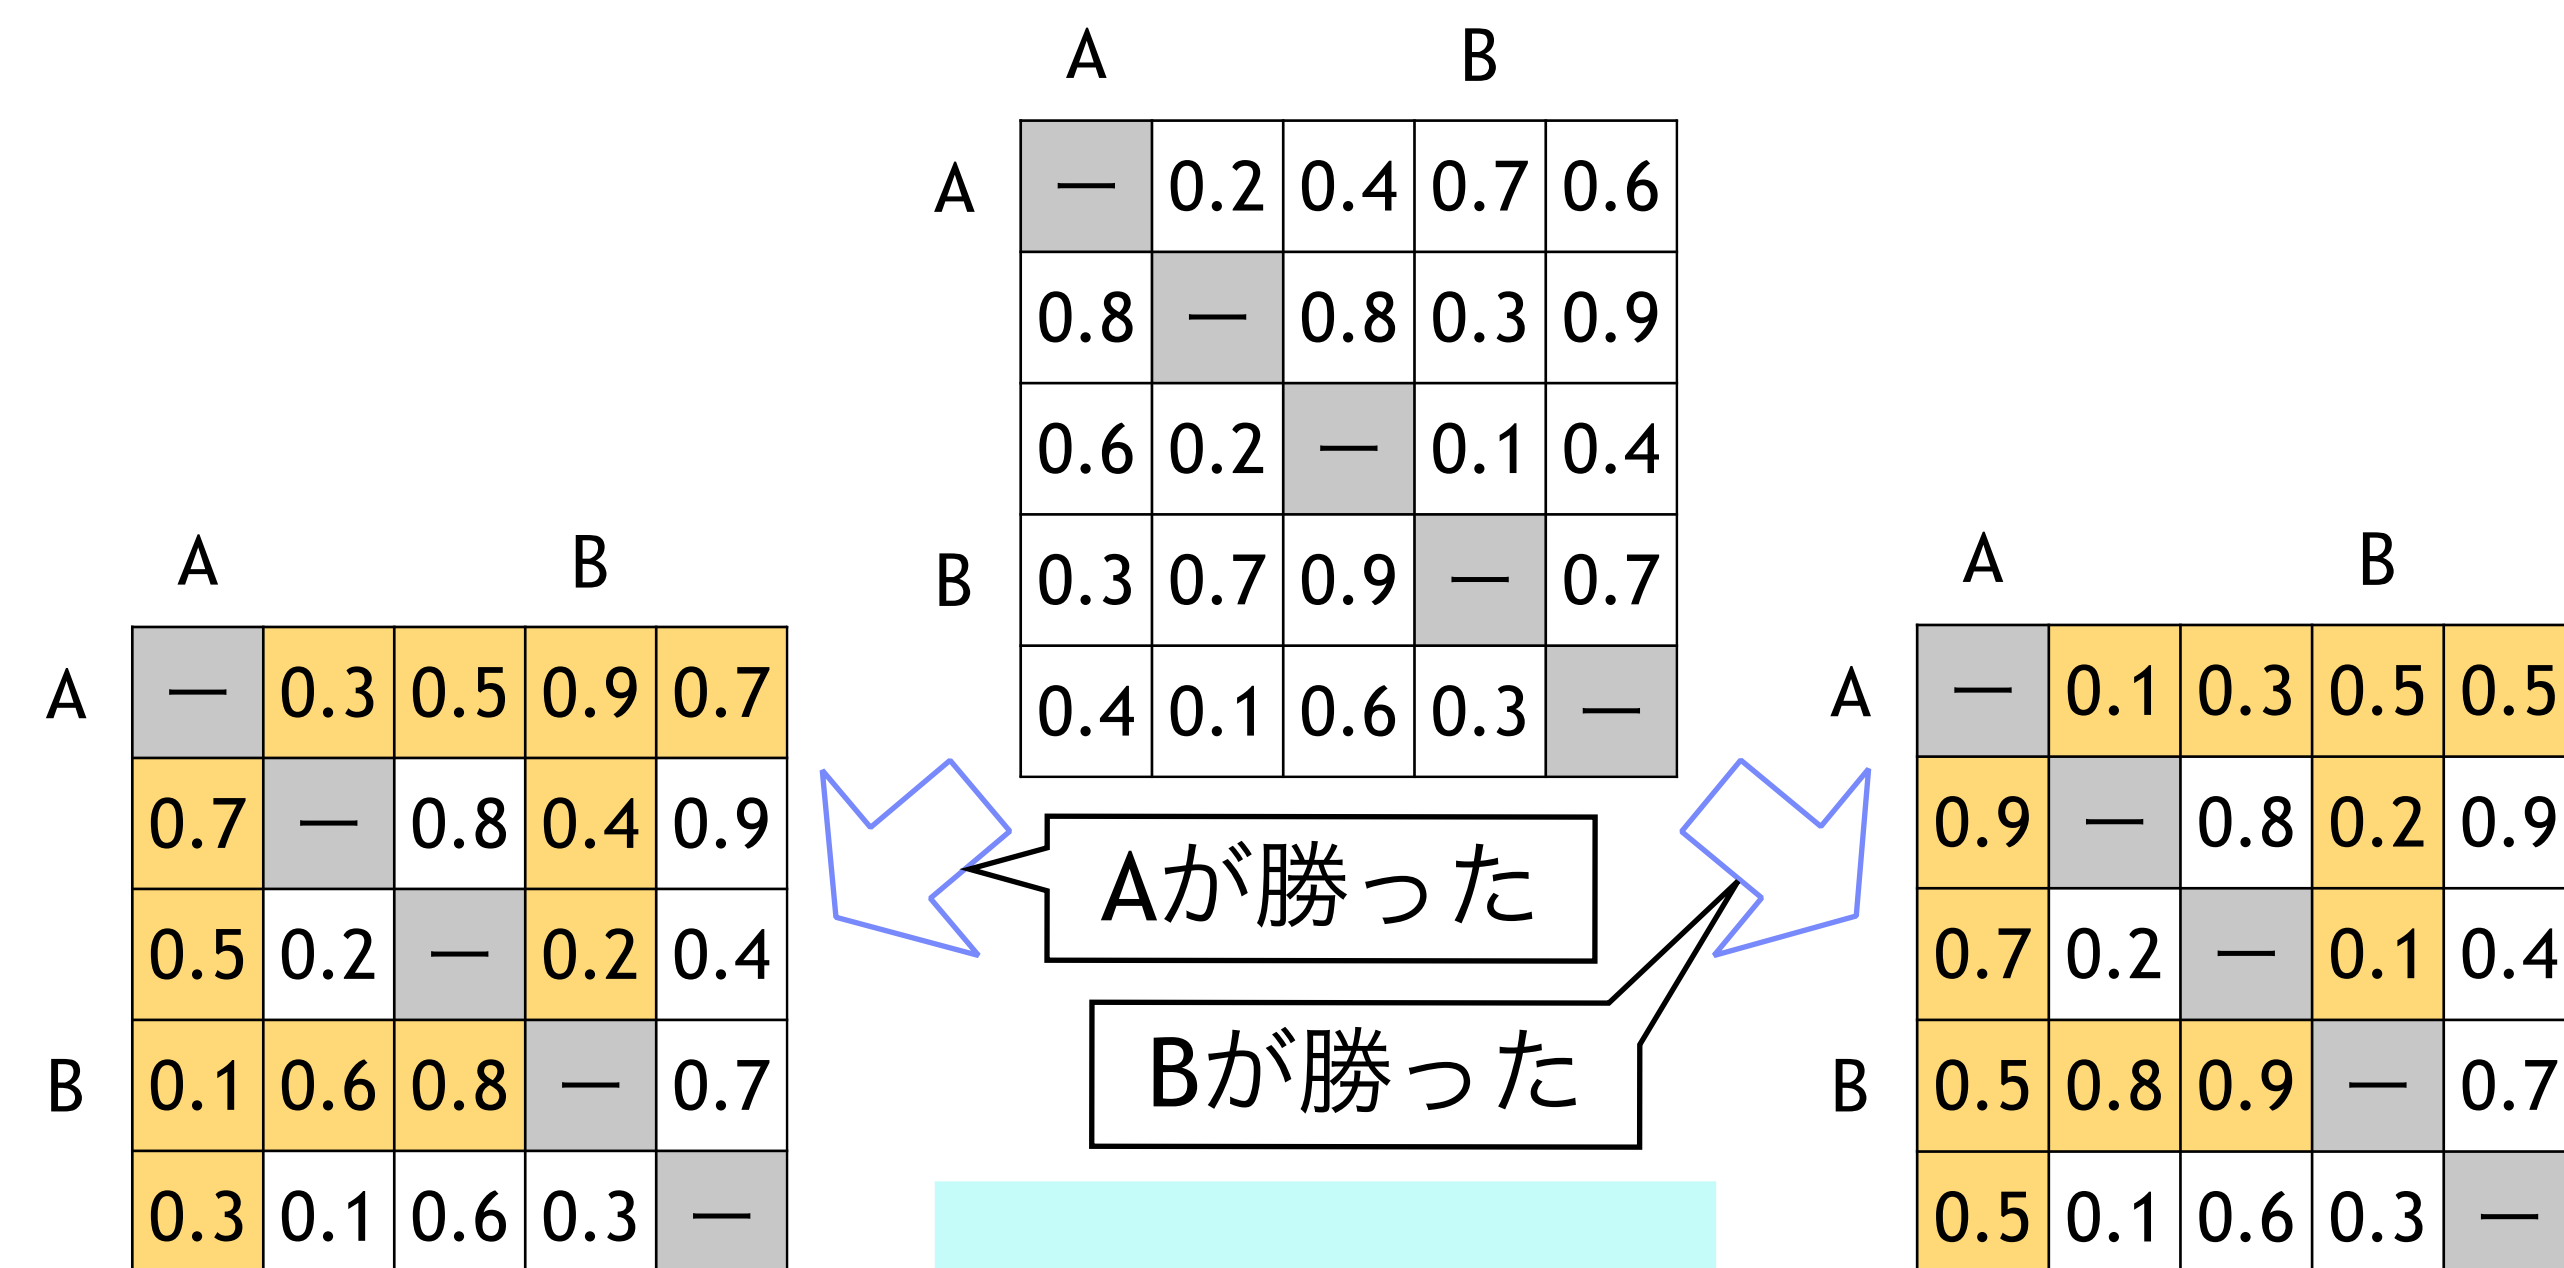 A B
A — 0.2 0.4 0.7 0.6
0.8 — 0.8 0.3 0.9
0.6 0.2 — 0.1 0.4
B 0.3 0.7 0.9 — 0.7
0.4 0.1 0.6 0.3 —
A B
A — 0.3 0.5 0.9 0.7
0.7 — 0.8 0.4 0.9
0.5 0.2 — 0.2 0.4
B 0.1 0.6 0.8 — 0.7
0.3 0.1 0.6 0.3 —
Aが勝った
Bが勝った
A B
A — 0.1 0.3 0.5 0.5
0.9 — 0.8 0.2 0.9
0.7 0.2 — 0.1 0.4
B 0.5 0.8 0.9 — 0.7
0.5 0.1 0.6 0.3 —